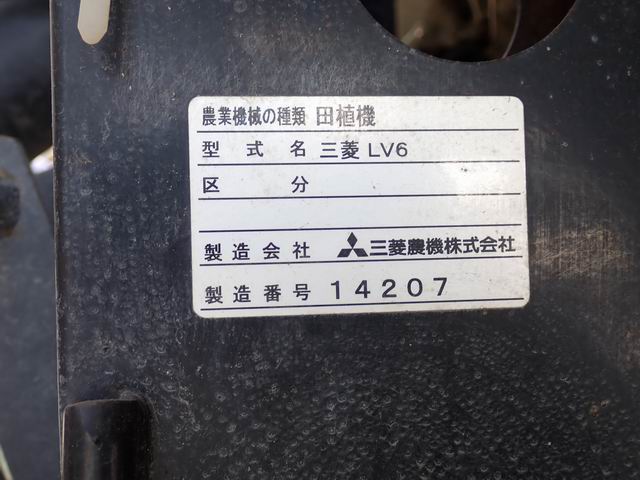 農業機械の種類 田植機
型式名 三菱 LV6
区分
製造会社 三菱農機株式会社
製造番号 14207